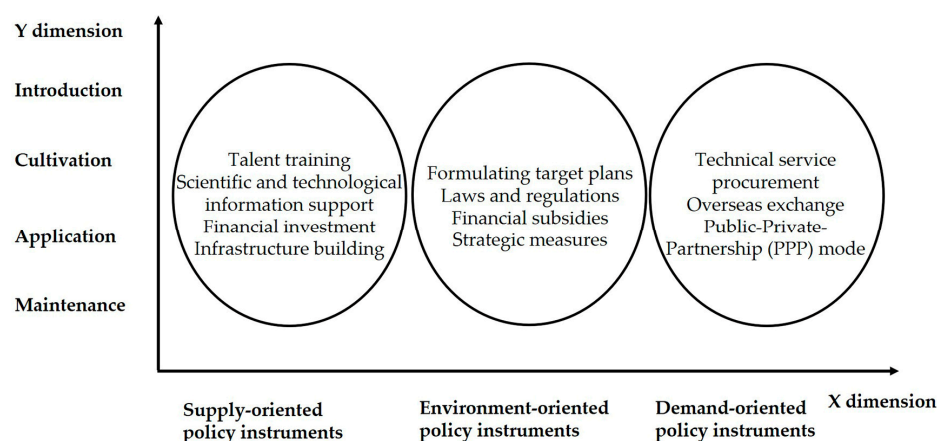 Y dimension
Introduction
Cultivation
Application
Maintenance
Talent training
Scientific and technological
information support
Financial investment
Infrastructure building
Formulating target plans
Laws and regulations
Financial subsidies
Strategic measures
Technical service
procurement
Overseas exchange
Public-Private-
Partnership (PPP) mode
Supply-oriented
policy instruments
Environment-oriented
policy instruments
Demand-oriented
policy instruments
X dimension